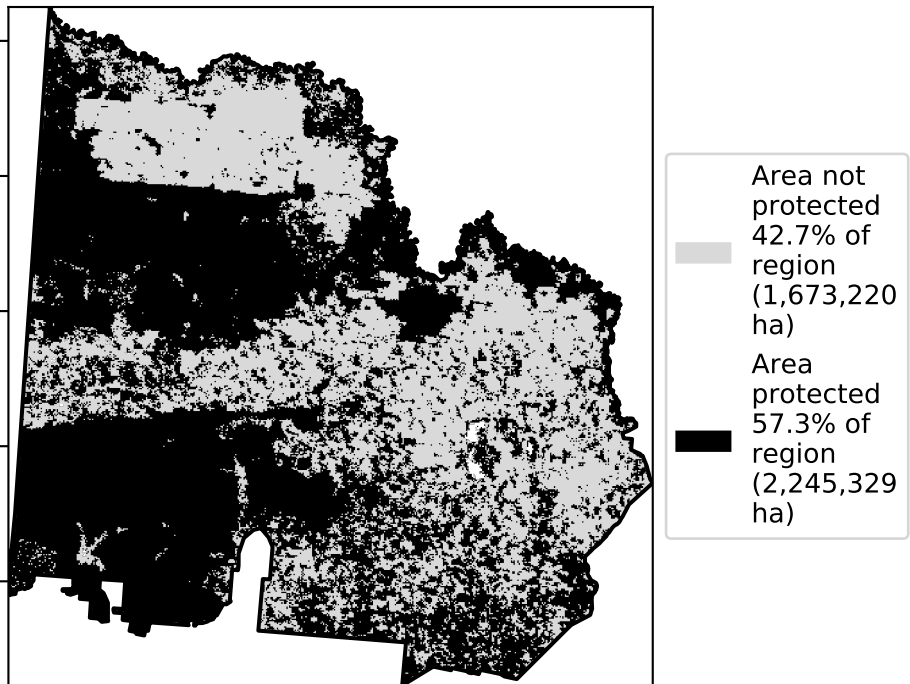 Area not
protected
42.7% of
region
(1,673,220
ha)
Area
protected
57.3% of
region
(2,245,329
ha)